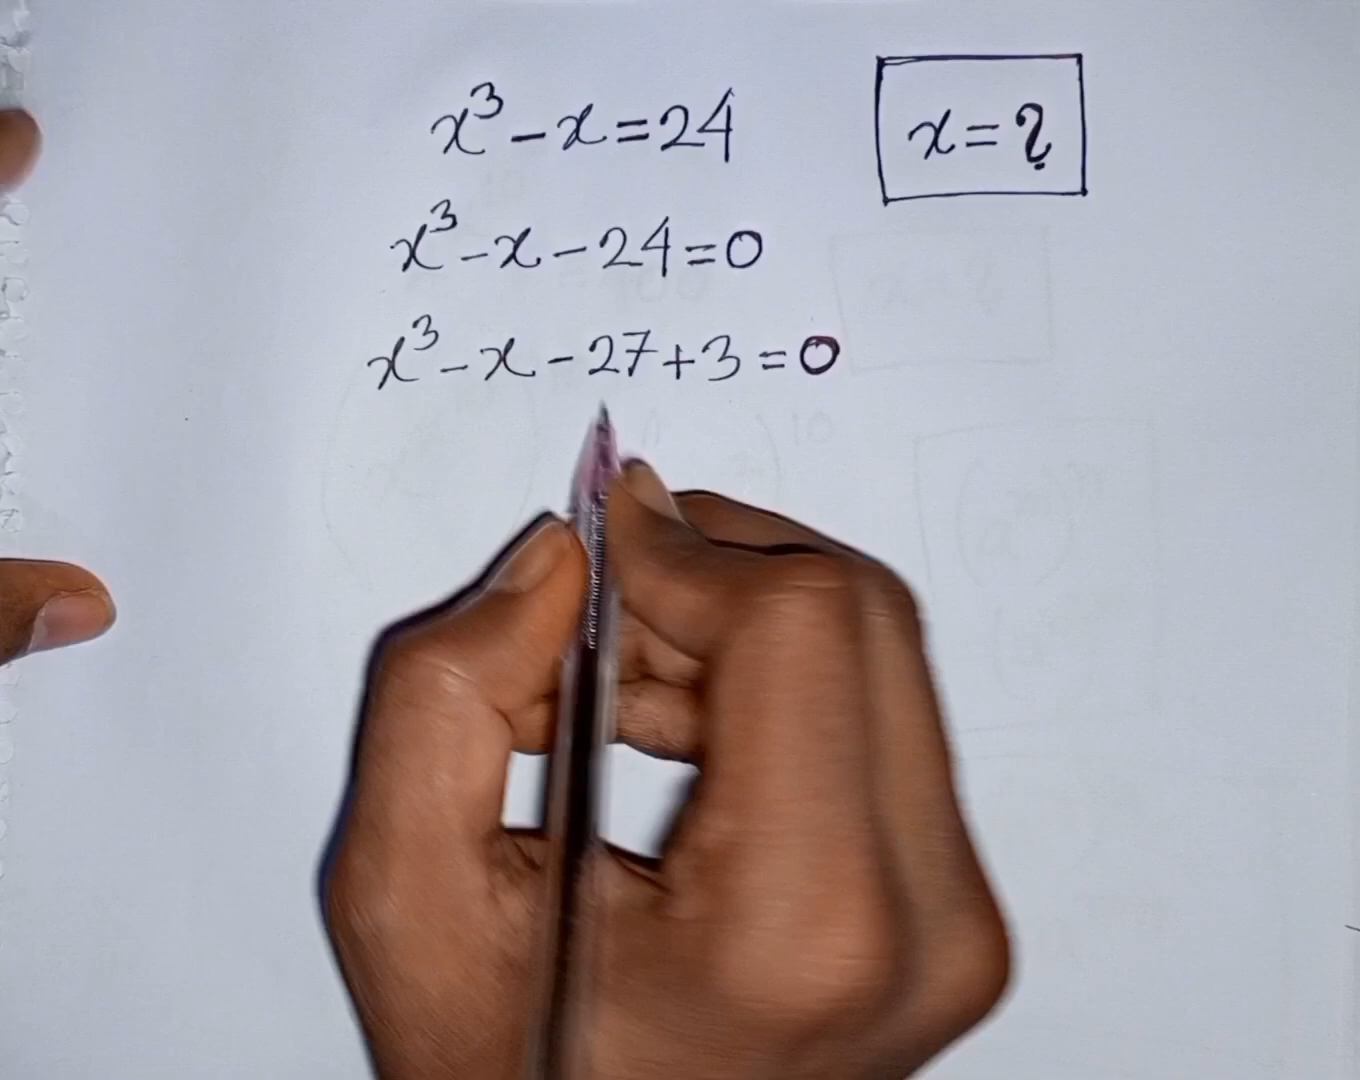 x³ - x = 24
x = ?
x³ - x - 24 = 0
x³ - x - 27 + 3 = 0